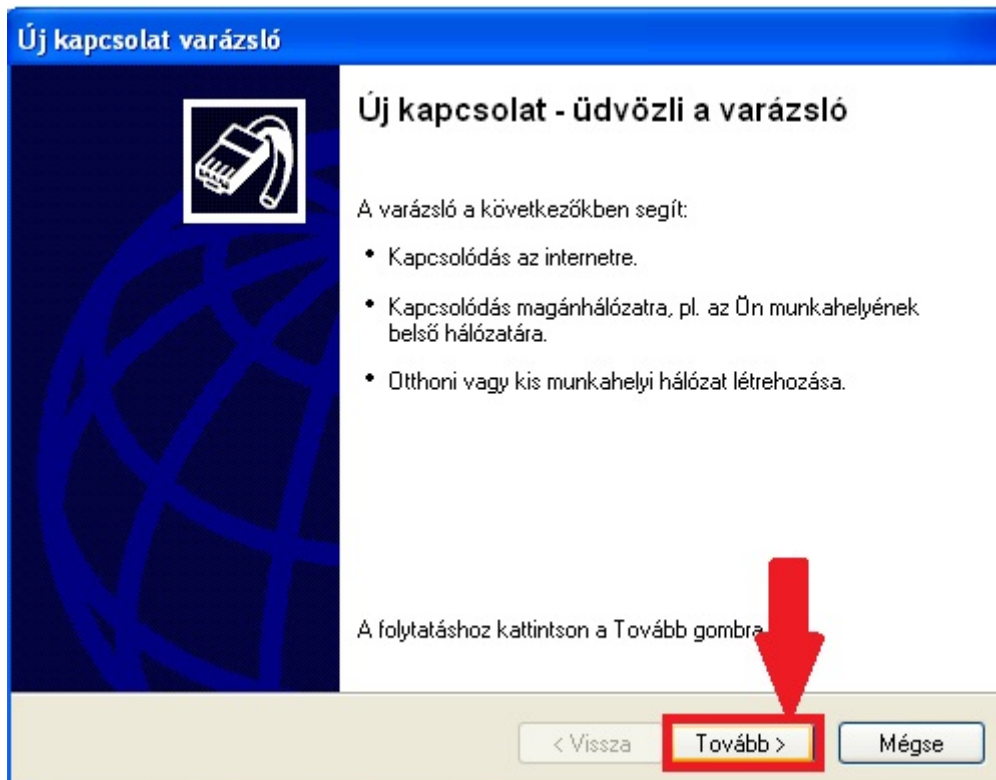 Új kapcsolat varázsló
Új kapcsolat - üdvözli a varázsló
A varázsló a következőkben segít:
• Kapcsolódás az internetre.
• Kapcsolódás magánhálózatra, pl. az Ön munkahelyének
belső hálózatára.
• Otthoni vagy kis munkahelyi hálózat létrehozása.
A folytatáshoz kattintson a Tovább gombra
< Vissza
Tovább >
Mégse